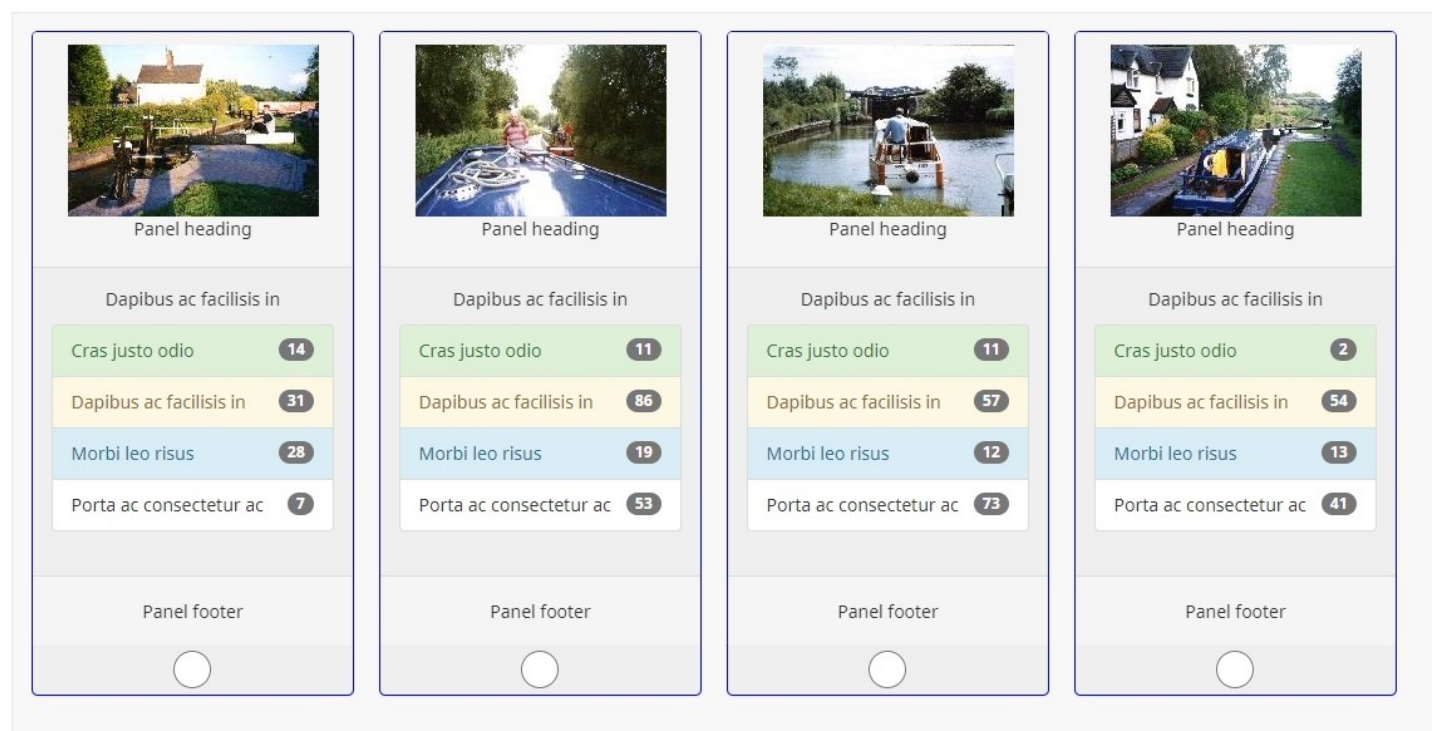 Panel heading
Dapibus ac facilisis in
Cras justo odio 14
Dapibus ac facilisis in 31
Morbi leo risus 28
Porta ac consectetur ac 7
Panel footer
Panel heading
Dapibus ac facilisis in
Cras justo odio 11
Dapibus ac facilisis in 86
Morbi leo risus 19
Porta ac consectetur ac 53
Panel footer
Panel heading
Dapibus ac facilisis in
Cras justo odio 11
Dapibus ac facilisis in 57
Morbi leo risus 12
Porta ac consectetur ac 73
Panel footer
Panel heading
Dapibus ac facilisis in
Cras justo odio 2
Dapibus ac facilisis in 54
Morbi leo risus 13
Porta ac consectetur ac 41
Panel footer